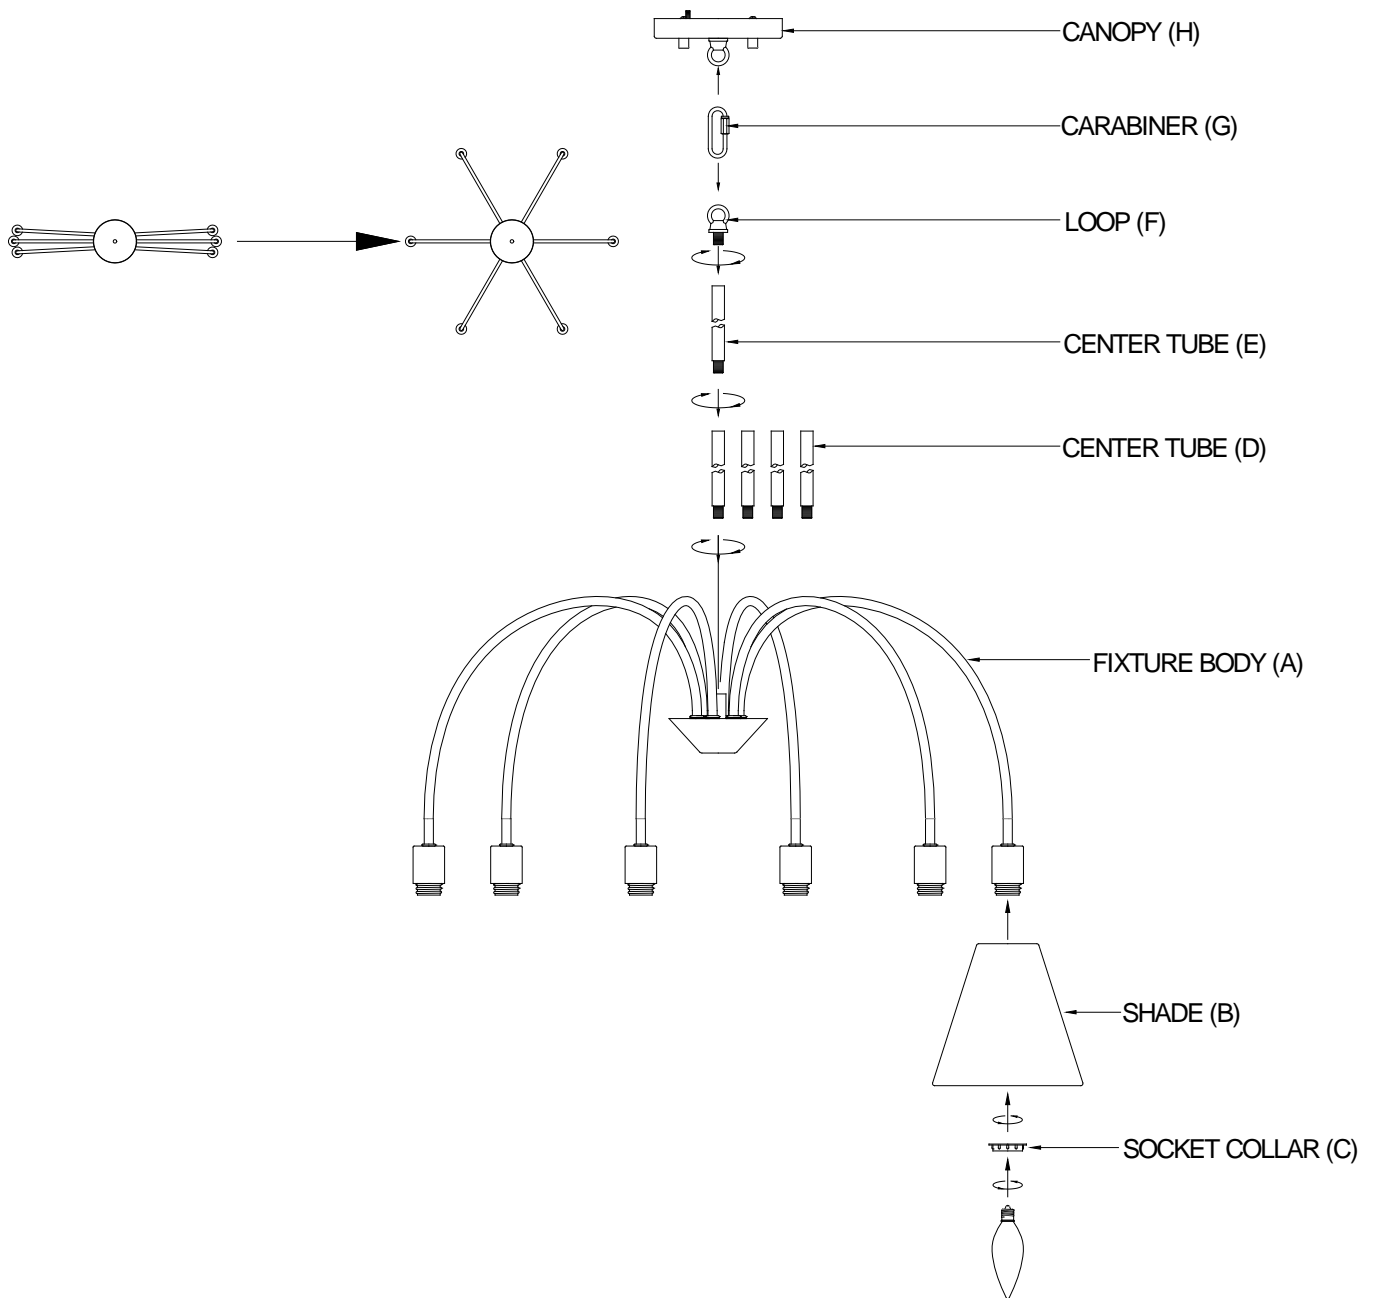 CANOPY (H)
CARABINER (G)
LOOP (F)
CENTER TUBE (E)
CENTER TUBE (D)
FIXTURE BODY (A)
SHADE (B)
SOCKET COLLAR (C)